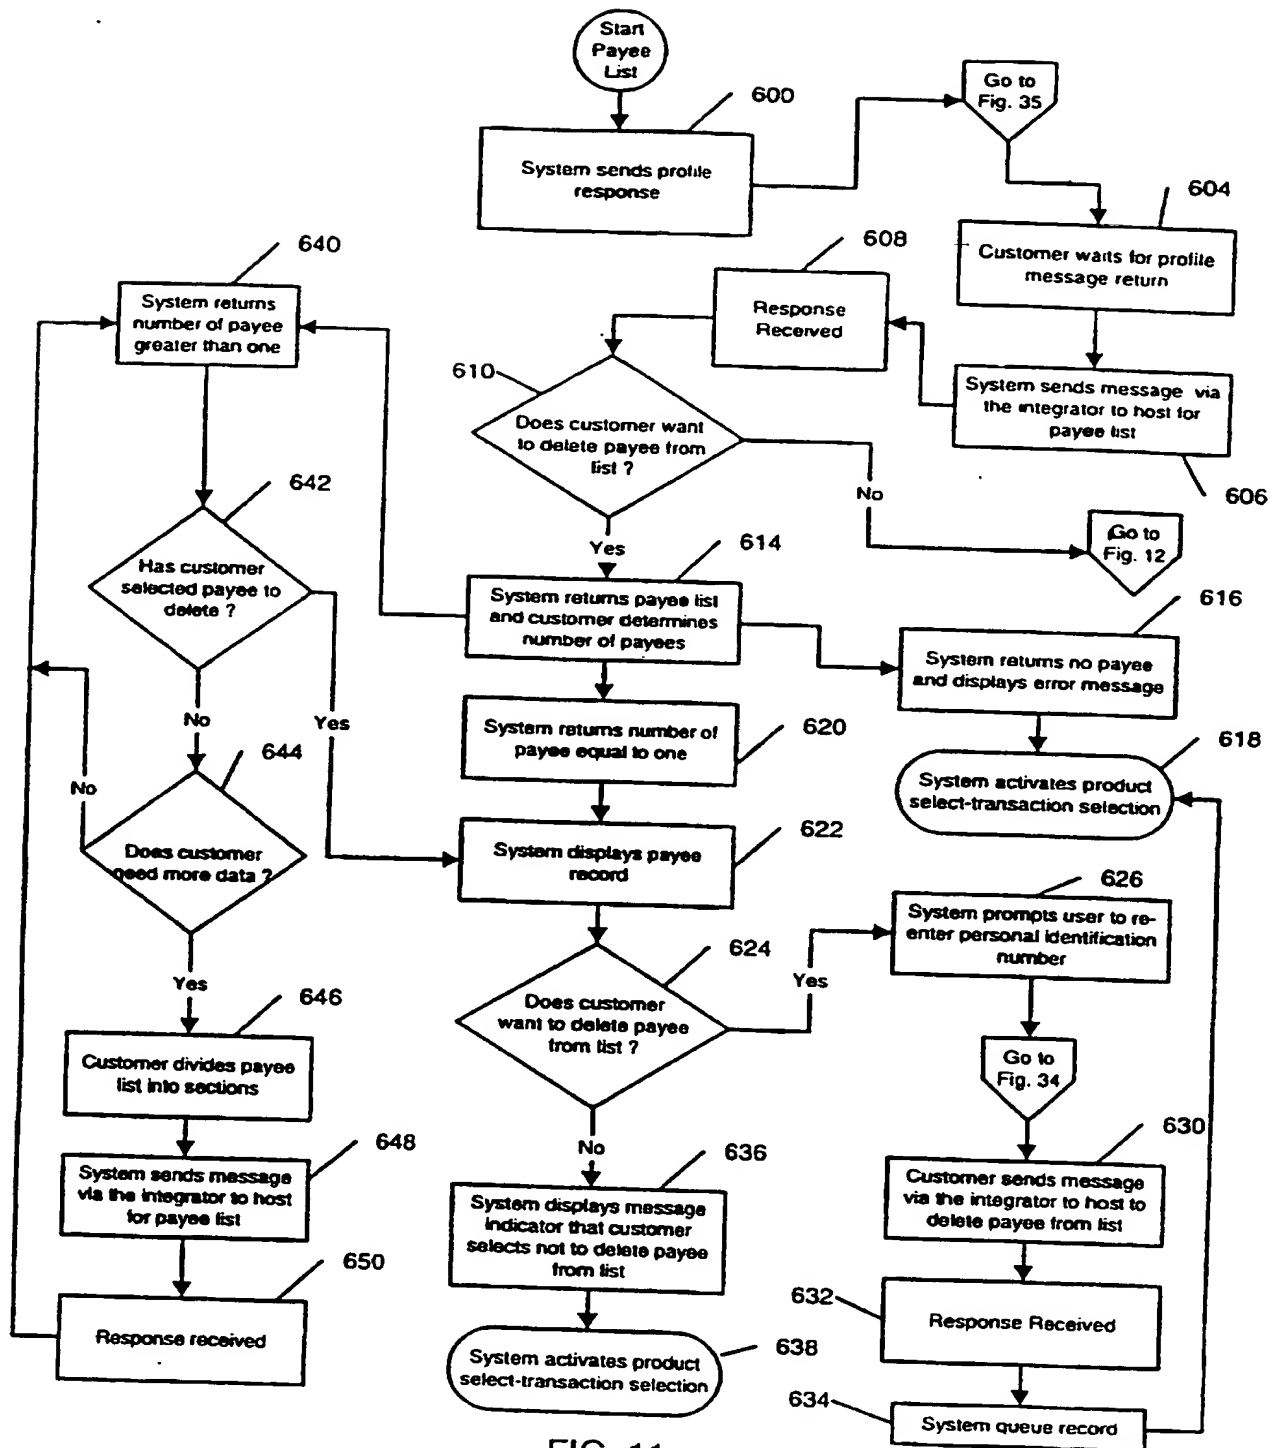 Start
Payee
List
600
System sends profile
response
Go to
Fig. 35
604
Customer waits for profile
message return
608
Response
Received
System sends message via
the integrator to host for
payee list
606
610
Does customer want
to delete payee from
list ?
No
Go to
Fig. 12
Yes
614
System returns payee list
and customer determines
number of payees
616
System returns no payee
and displays error message
618
System activates product
select-transaction selection
620
System returns number of
payee equal to one
622
System displays payee
record
624
Does customer
want to delete payee
from list ?
Yes
626
System prompts user to re-
enter personal identification
number
Go to
Fig. 34
630
Customer sends message
via the integrator to host to
delete payee from list
632
Response Received
634
System queue record
No
636
System displays message
indicator that customer
selects not to delete payee
from list
638
System activates product
select-transaction selection
640
System returns
number of payee
greater than one
642
Has customer
selected payee to
delete ?
Yes
No
644
Does customer
need more data ?
No
Yes
646
Customer divides payee
list into sections
648
System sends message
via the integrator to host
for payee list
650
Response received
FIG. 11